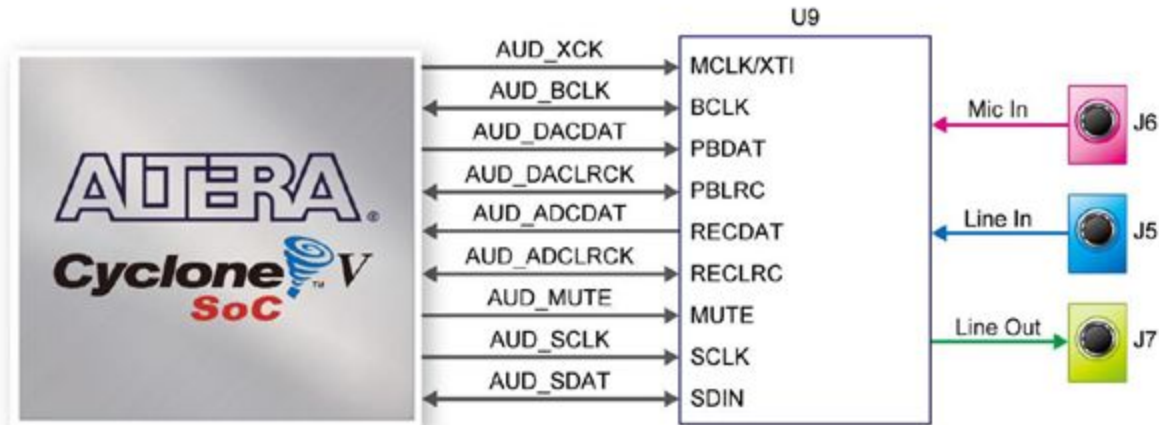 U9
AUD_XCK
MCLK/XTI
AUD_BCLK
BCLK
AUD_DACDAT
PBDAT
AUD_DACLRCK
PBLRC
AUD_ADCDAT
RECDAT
AUD_ADCLRCK
RECLRC
AUD_MUTE
MUTE
AUD_SCLK
SCLK
AUD_SDAT
SDIN
ALTERA®
Cyclone™ V
SoC
Mic In
J6
Line In
J5
Line Out
J7